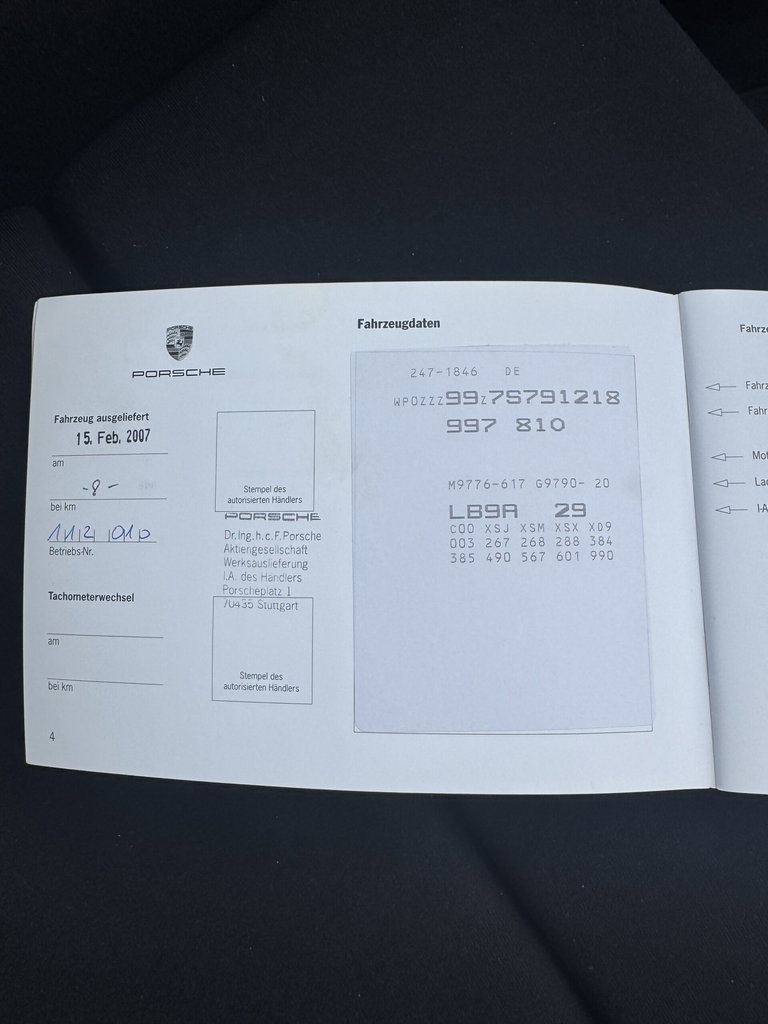 PORSCHE
Fahrzeug ausgeliefert
15. Feb. 2007
am
bei km
Betriebs-Nr.
Tachometerwechsel
am
bei km
4
Stempel des
autorisierten Händlers
PORSCHE
Dr.Ing.h.c.F.Porsche
Aktiengesellschaft
Werksauslieferung
I.A. des Händlers
Porscheplatz 1
70435 Stuttgart
Stempel des
autorisierten Händlers
Fahrzeugdaten
247-1846 DE
WPOZZZ99Z7S791218
997 810
M9776-617 G9790- 20
LB9A 29
C00 XSJ XSM XSX XD9
003 267 268 288 384
385 490 567 601 990